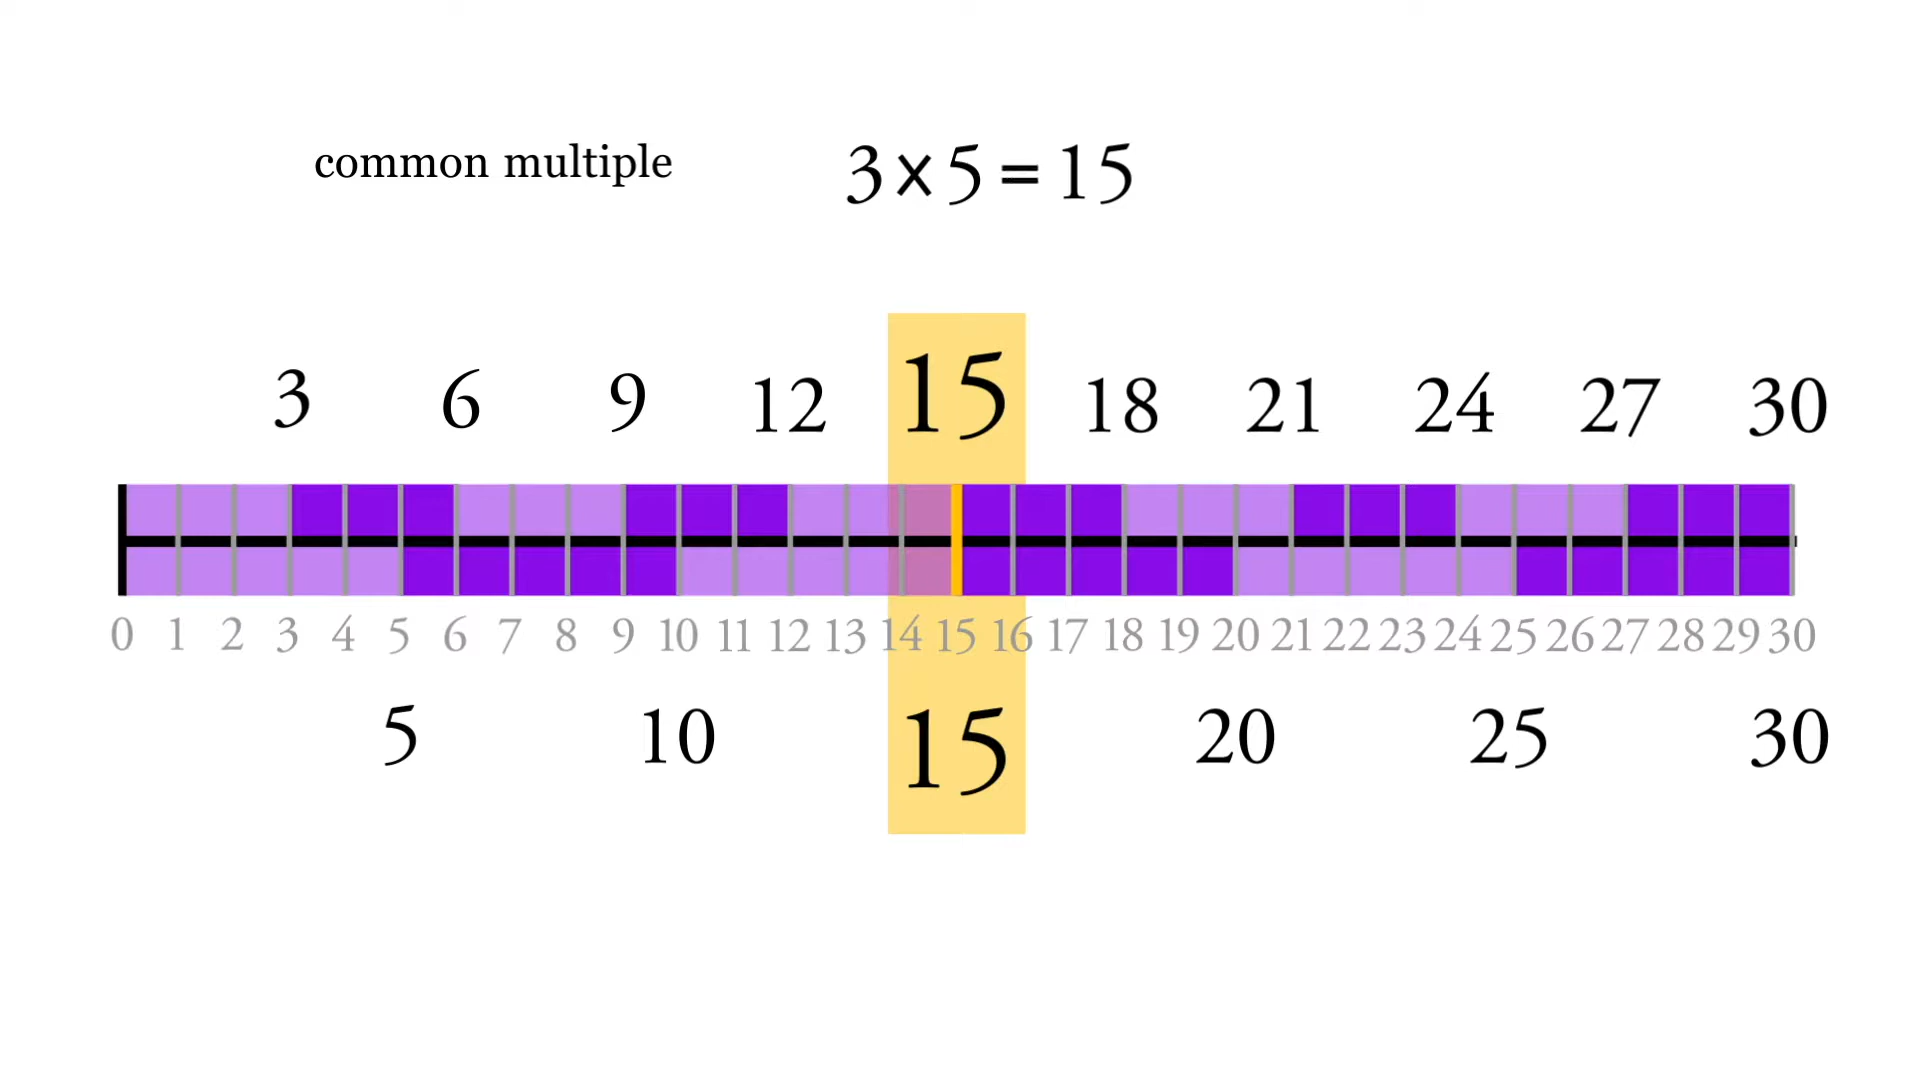 common multiple 3×5=15
3 6 9 12 15 18 21 24 27 30
0 1 2 3 4 5 6 7 8 9 10 11 12 13 14 15 16 17 18 19 20 21 22 23 24 25 26 27 28 29 30
5 10 15 20 25 30